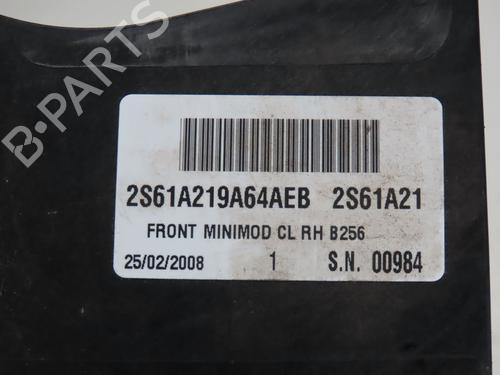 B-PARTS
2S61A219A64AEB 2S61A21
FRONT MINIMOD CL RH B256
25/02/2008 1 S.N. 00984